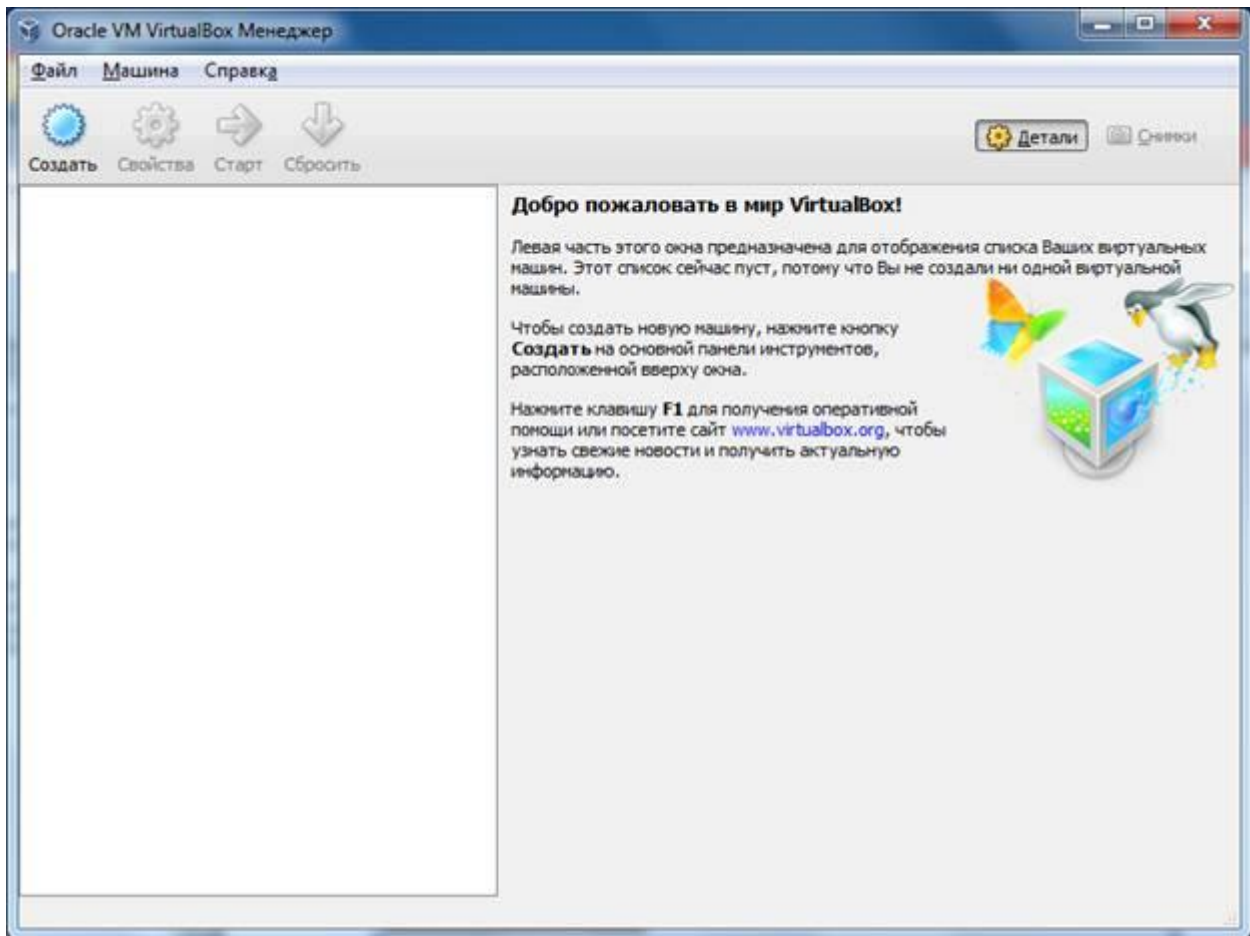 Oracle VM VirtualBox Менеджер
Файл Машина Справка
Создать Свойства Старт Сбросить
Детали Снимки
Добро пожаловать в мир VirtualBox!
Левая часть этого окна предназначена для отображения списка Ваших виртуальных
машин. Этот список сейчас пуст, потому что Вы не создали ни одной виртуальной
машины.
Чтобы создать новую машину, нажмите кнопку
Создать на основной панели инструментов,
расположенной вверху окна.
Нажмите клавишу F1 для получения оперативной
помощи или посетите сайт www.virtualbox.org, чтобы
узнать свежие новости и получить актуальную
информацию.